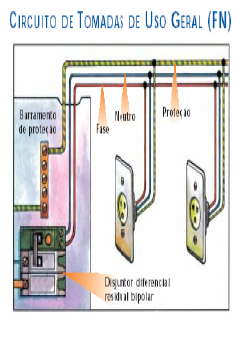 CIRCUITO DE TOMADAS DE USO GERAL (FN)
Barramento
de proteção
Fase
Neutro
Proteção
Disjuntor diferencial
residual bipolar